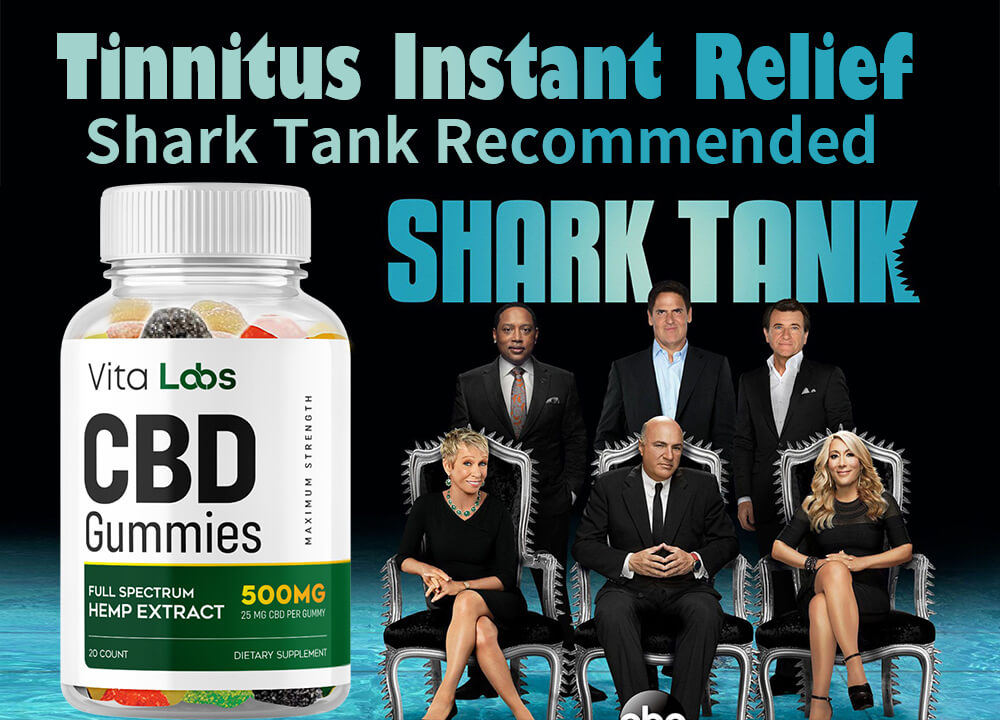 Tinnitus Instant Relief
Shark Tank Recommended
SHARK TANK
Vita Labs
CBD
Gummies
MAXIMUM STRENGTH
FULL SPECTRUM
HEMP EXTRACT
500MG
25 MG CBD PER GUMMY
20 COUNT
DIETARY SUPPLEMENT
abc